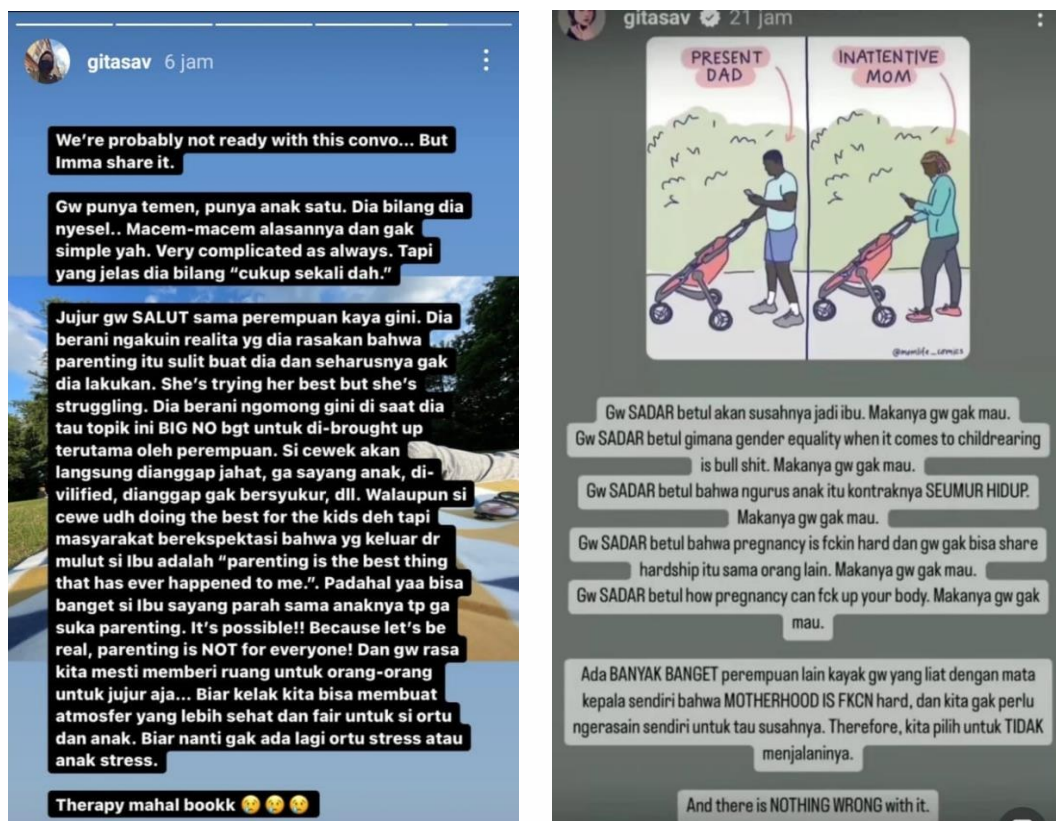 gitasav 6 jam
We're probably not ready with this convo... But
Imma share it.
Gw punya temen, punya anak satu. Dia bilang dia
nyesel.. Macem-macem alasannya dan gak
simple yah. Very complicated as always. Tapi
yang jelas dia bilang “cukup sekali dah.”
Jujur gw SALUT sama perempuan kaya gini. Dia
berani ngakuin realita yg dia rasakan bahwa
parenting itu sulit buat dia dan seharusnya gak
dia lakukan. She's trying her best but she's
struggling. Dia berani ngomong gini di saat dia
tau topik ini BIG NO bgt untuk di-brought up
terutama oleh perempuan. Si cewek akan
langsung dianggap jahat, ga sayang anak, di-
vilified, dianggap gak bersyukur, dll. Walaupun si
cewe udh doing the best for the kids deh tapi
masyarakat berekspektasi bahwa yg keluar dr
mulut si Ibu adalah “parenting is the best thing
that has ever happened to me.”. Padahal yaa bisa
banget si Ibu sayang parah sama anaknya tp ga
suka parenting. It's possible!! Because let's be
real, parenting is NOT for everyone! Dan gw rasa
kita mesti memberi ruang untuk orang-orang
untuk jujur aja... Biar kelak kita bisa membuat
atmosfer yang lebih sehat dan fair untuk si ortu
dan anak. Biar nanti gak ada lagi ortu stress atau
anak stress.
Therapy mahal bookk 😢😢😢
gitasav 21 jam
PRESENT
DAD
INATTENTIVE
MOM
@momlife_comics
Gw SADAR betul akan susahnya jadi ibu. Makanya gw gak mau.
Gw SADAR betul gimana gender equality when it comes to childrearing
is bull shit. Makanya gw gak mau.
Gw SADAR betul bahwa ngurus anak itu kontraknya SEUMUR HIDUP.
Makanya gw gak mau.
Gw SADAR betul bahwa pregnancy is fckin hard dan gw gak bisa share
hardship itu sama orang lain. Makanya gw gak mau.
Gw SADAR betul how pregnancy can fck up your body. Makanya gw gak
mau.
Ada BANYAK BANGET perempuan lain kayak gw yang liat dengan mata
kepala sendiri bahwa MOTHERHOOD IS FKCN hard, dan kita gak perlu
ngerasain sendiri untuk tau susahnya. Therefore, kita pilih untuk TIDAK
menjalaninya.
And there is NOTHING WRONG with it.